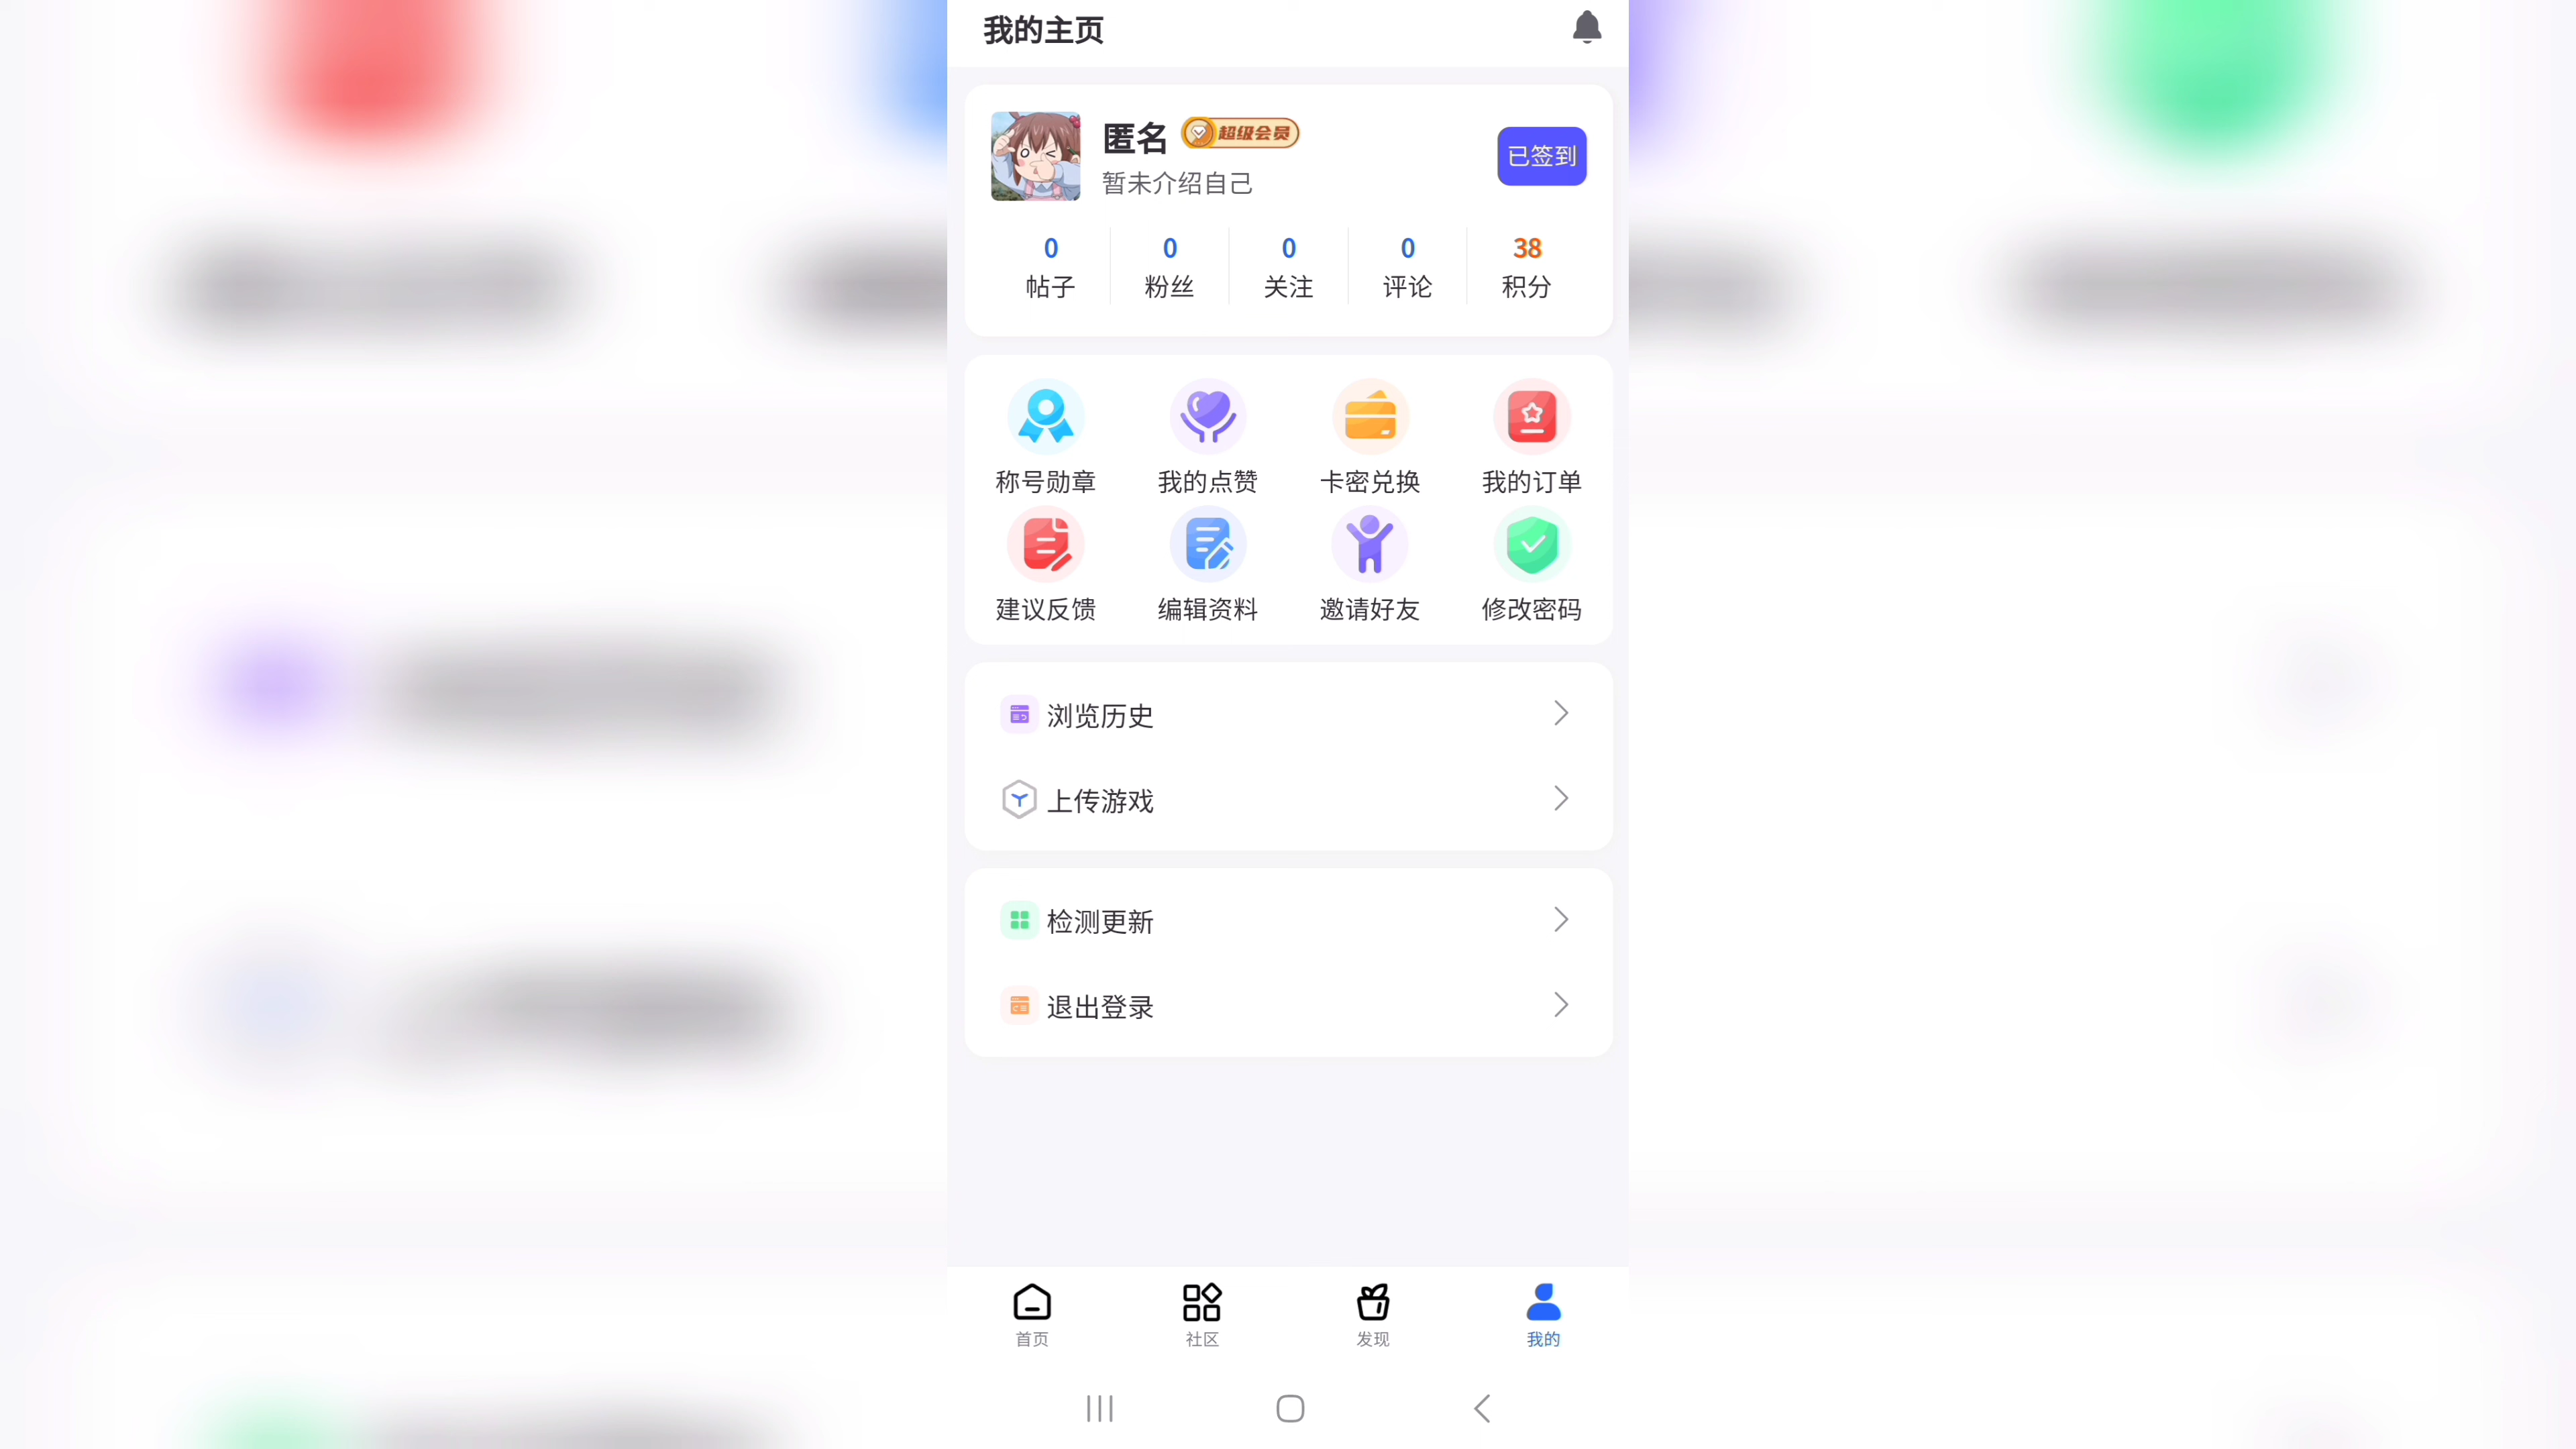 我的主页
匿名 超级会员
暂未介绍自己
已签到
0 0 0 0 38
帖子 粉丝 关注 评论 积分
称号勋章 我的点赞 卡密兑换 我的订单
建议反馈 编辑资料 邀请好友 修改密码
浏览历史
上传游戏
检测更新
退出登录
首页 社区 发现 我的